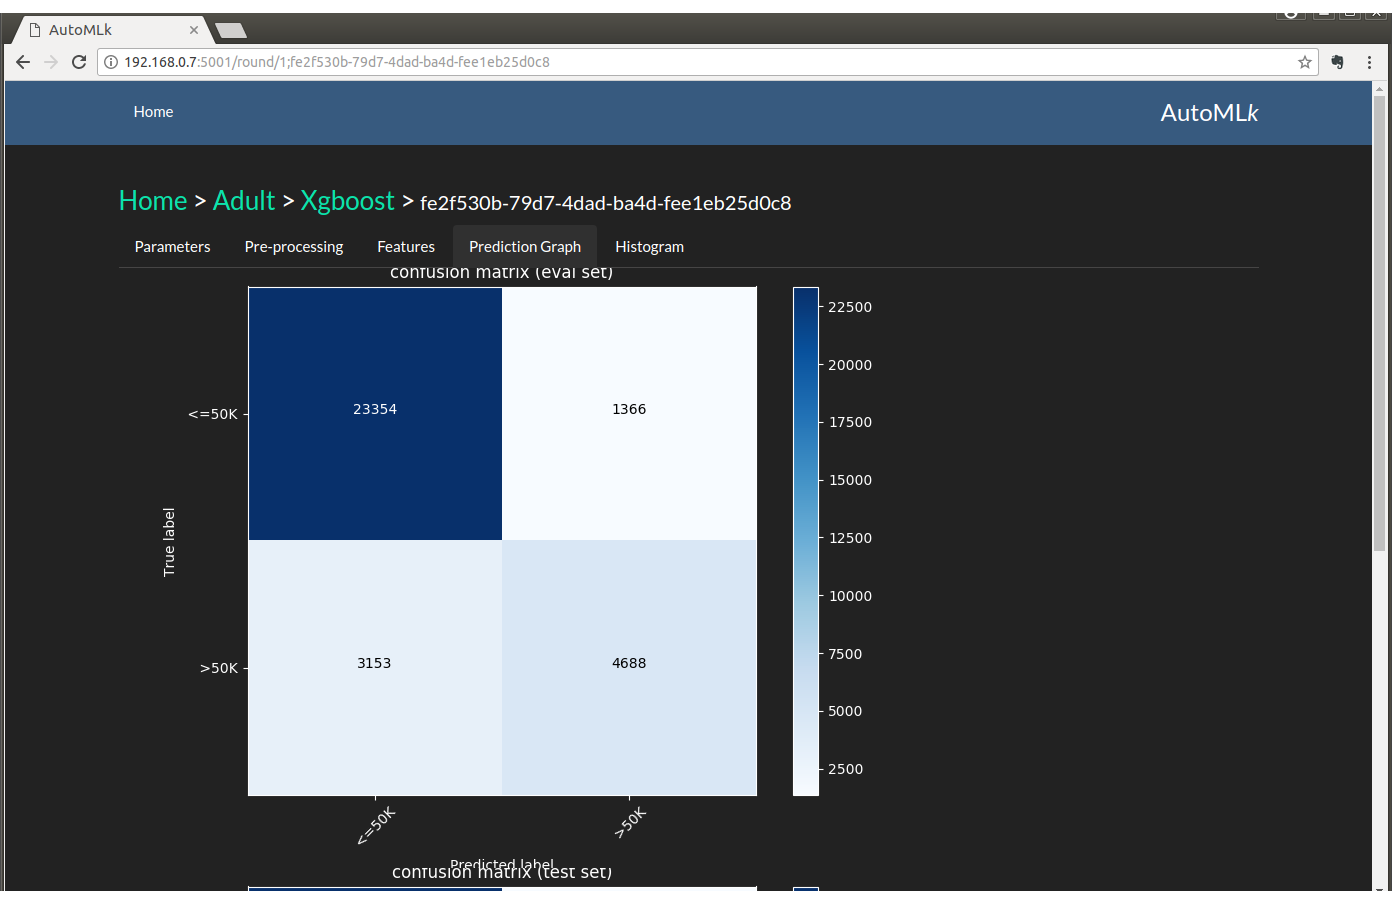 AutoMLk
192.168.0.7:5001/round/1;fe2f530b-79d7-4dad-ba4d-fee1eb25d0c8
Home
AutoMLk
Home > Adult > Xgboost > fe2f530b-79d7-4dad-ba4d-fee1eb25d0c8
Parameters Pre-processing Features Prediction Graph Histogram
confusion matrix (eval set)
22500
20000
17500
15000
12500
10000
7500
5000
2500
True label
<=50K
23354 1366
>50K
3153 4688
<=50K >50K
Predicted label
confusion matrix (test set)